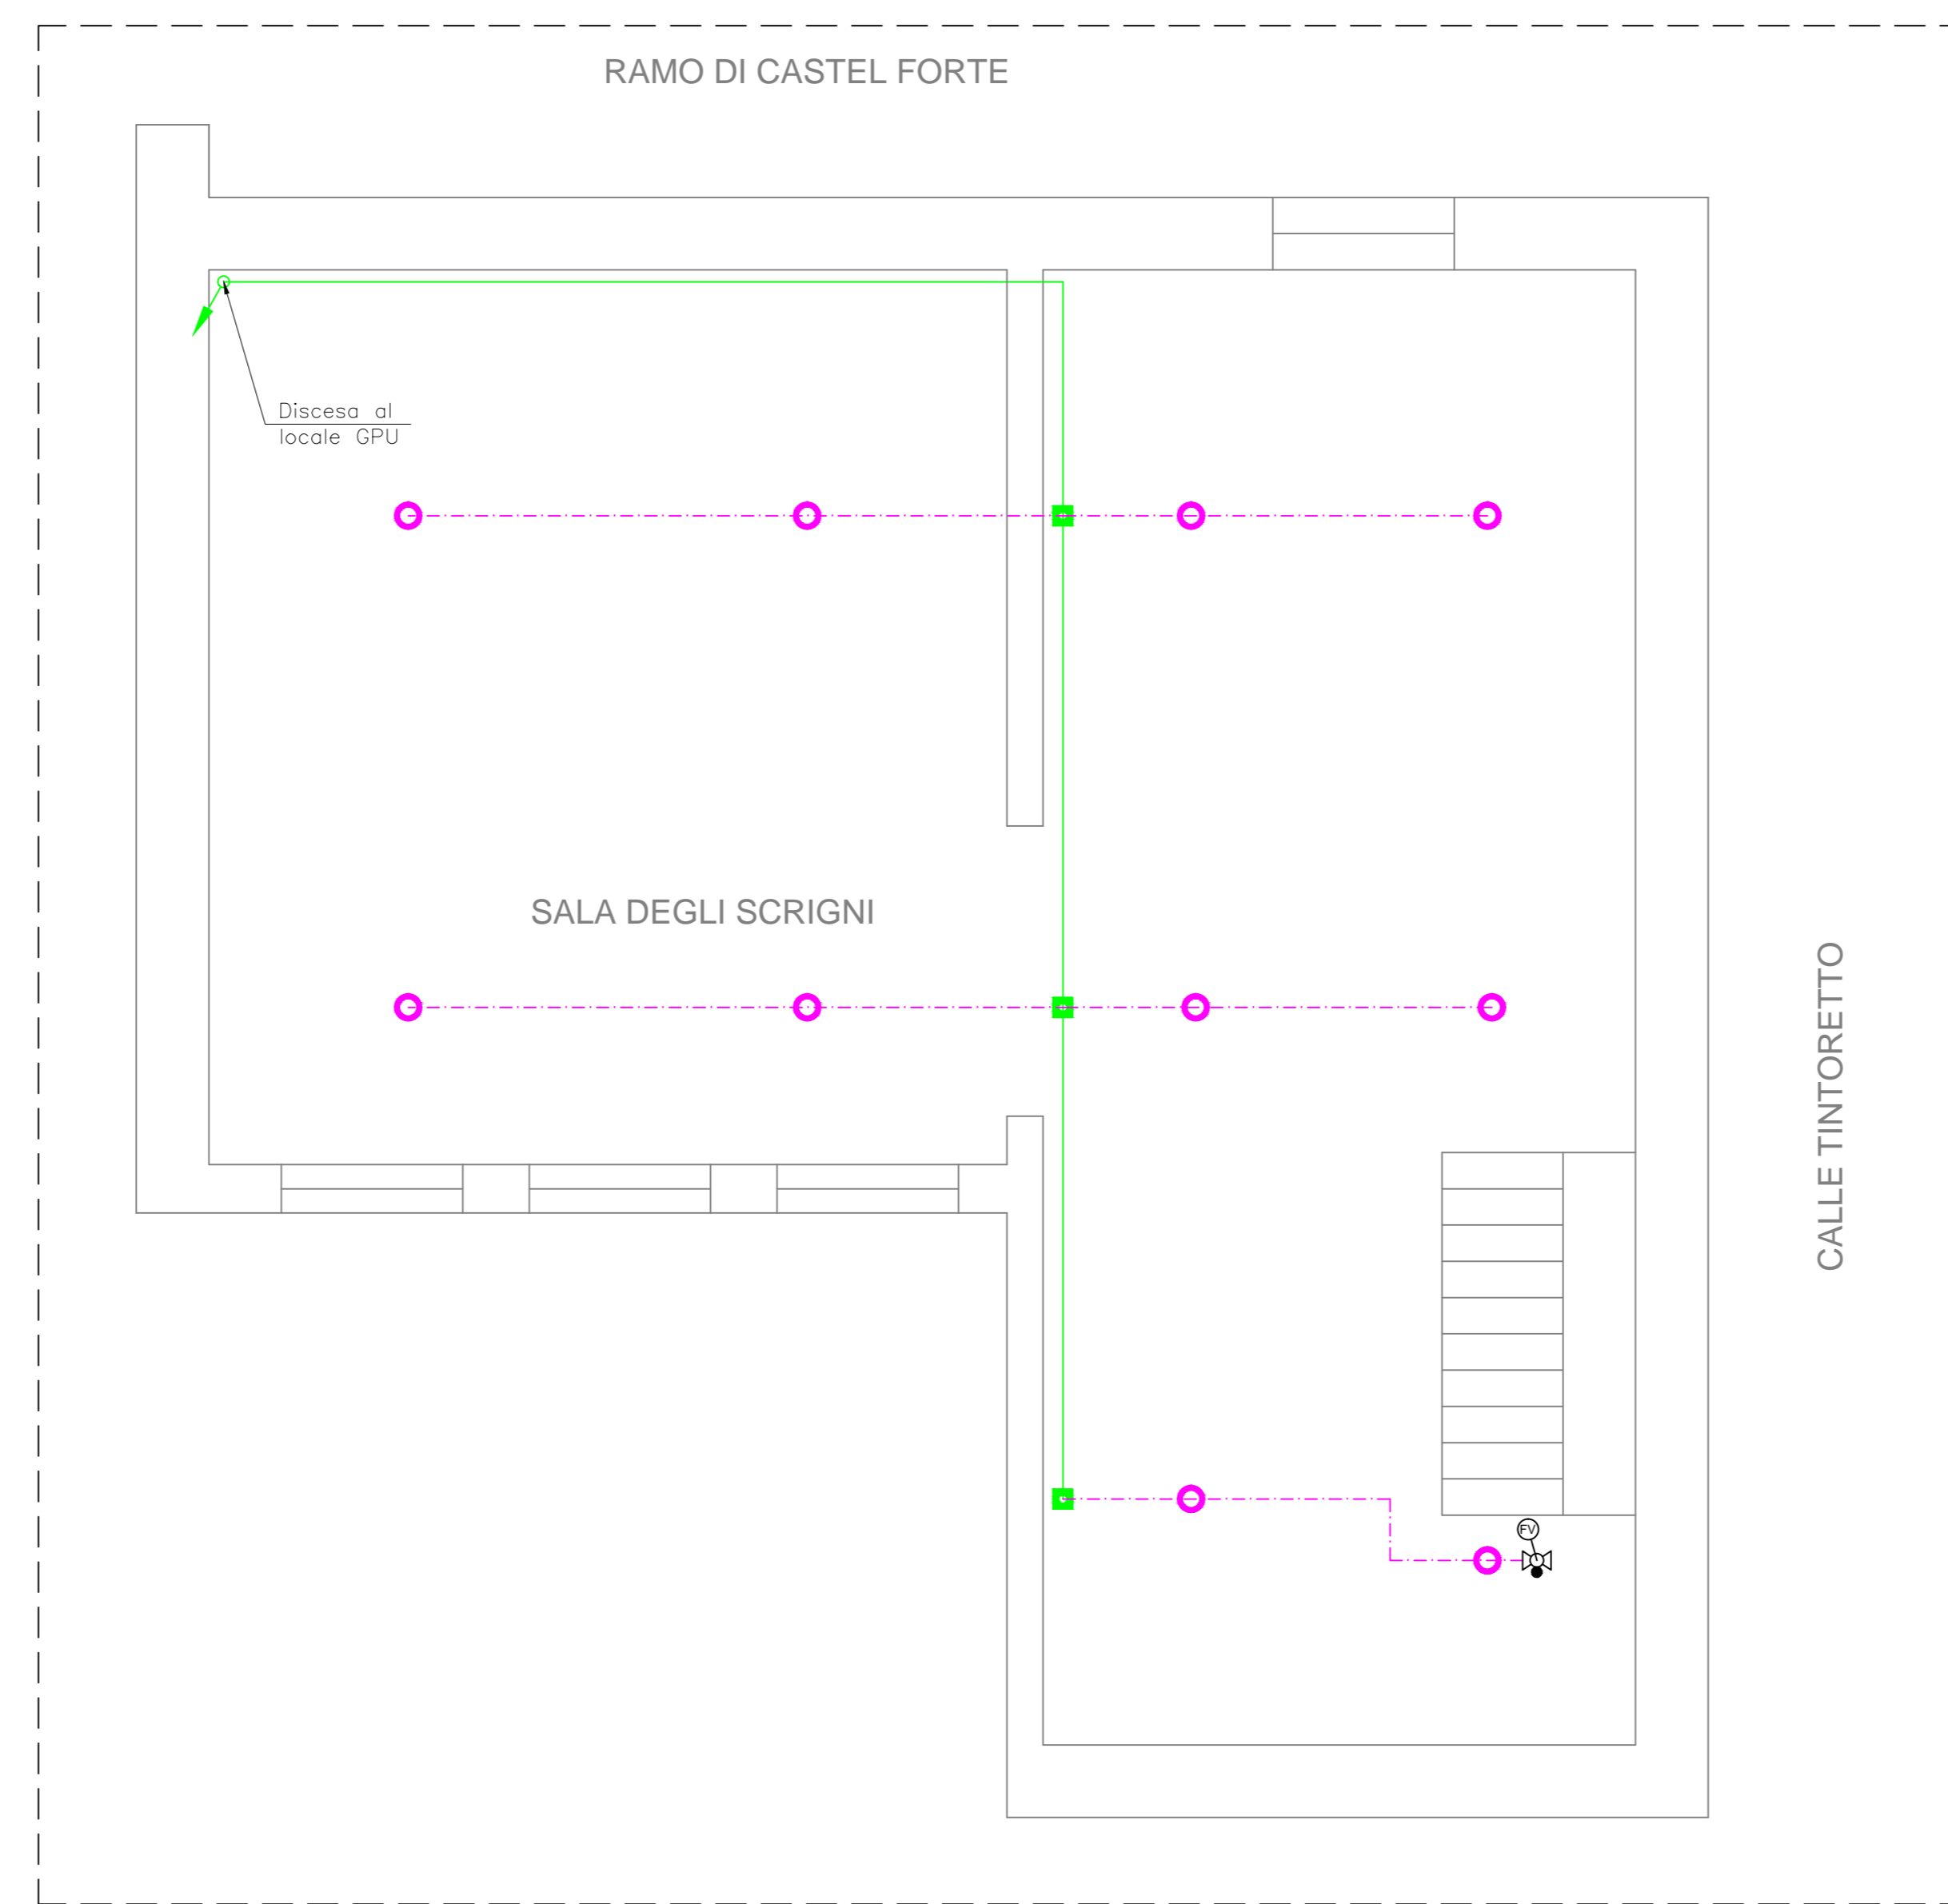 RAMO DI CASTEL FORTE
Discesa al
locale GPU
SALA DEGLI SCRIGNI
CALLE TINTORETTO
FV